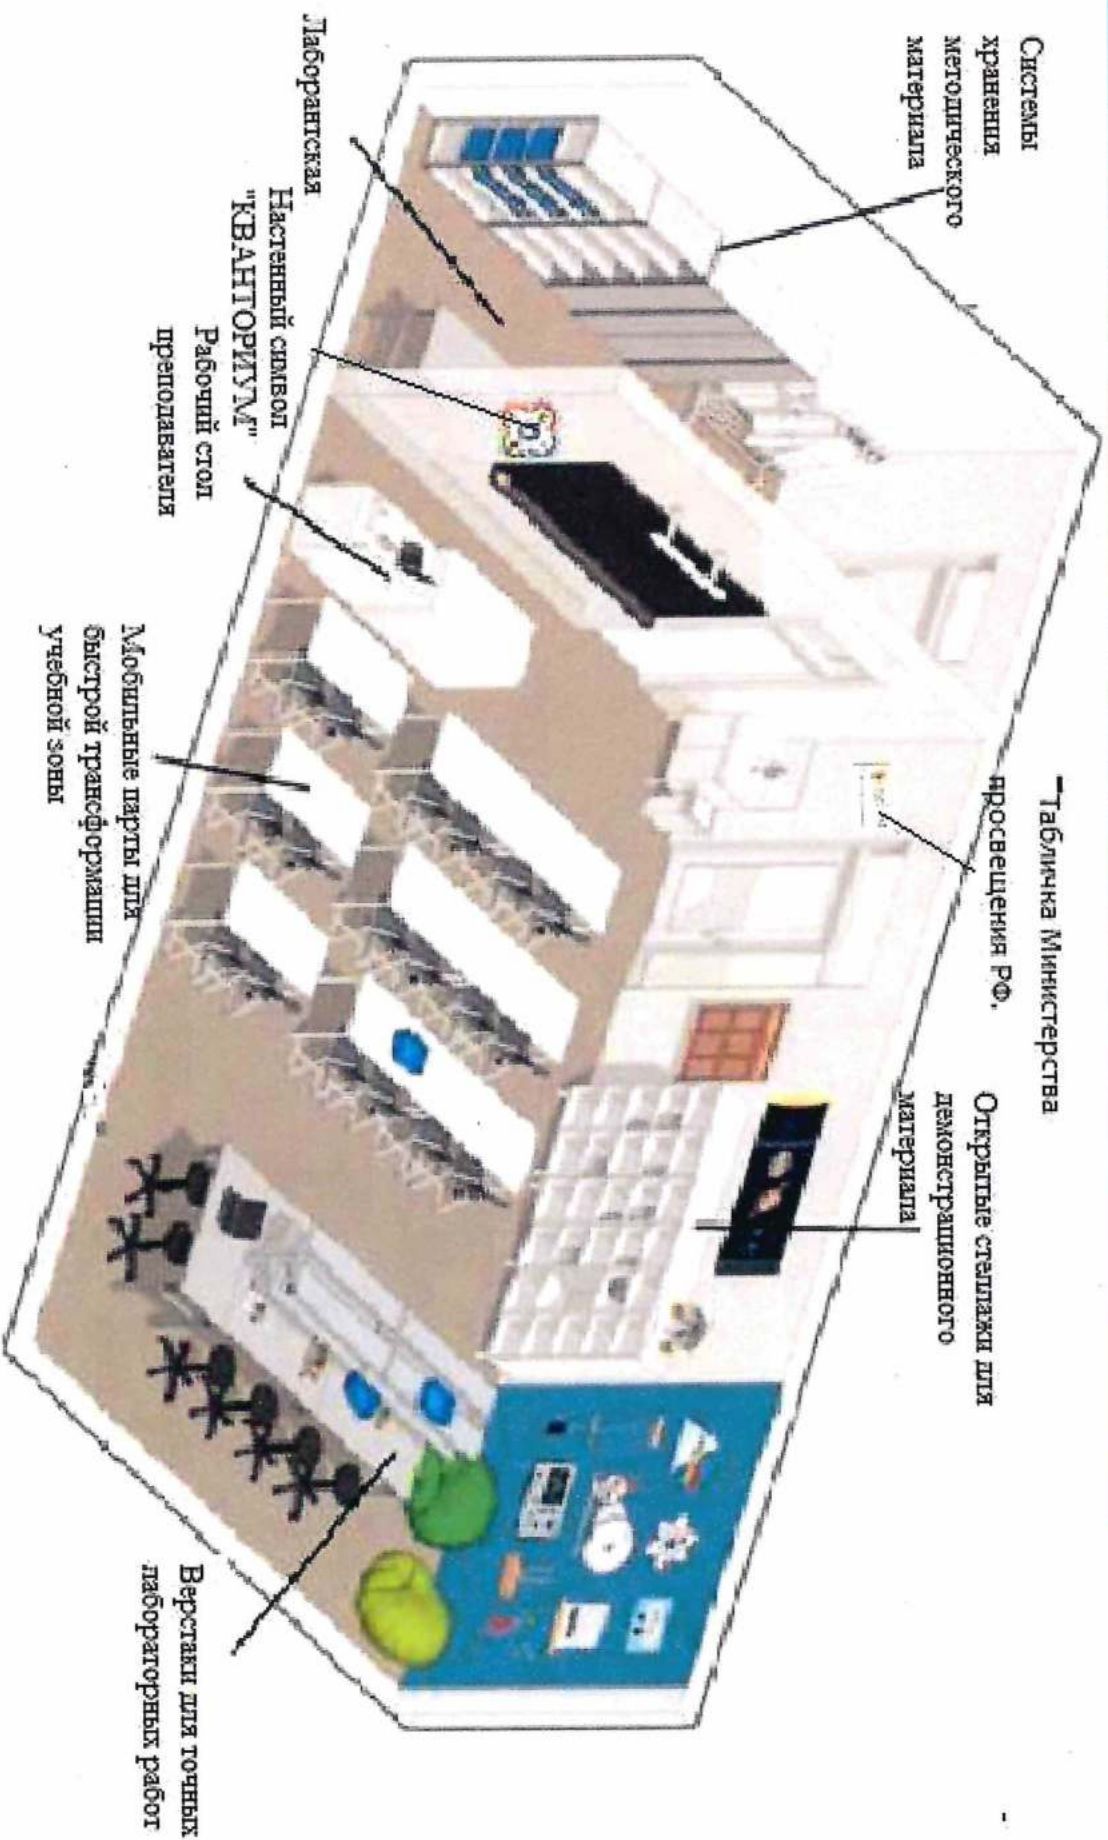 Системы
хранения
методического
материала
Лаборантская
Настенный символ
"КВАНТОРИУМ"
Рабочий стол
преподавателя
Мобильные парты для
быстрой трансформации
учебной зоны
Табличка Министерства
просвещения РФ.
Открытые стеллажи для
демонстрационного
материала
Верстаки для точных
лабораторных работ